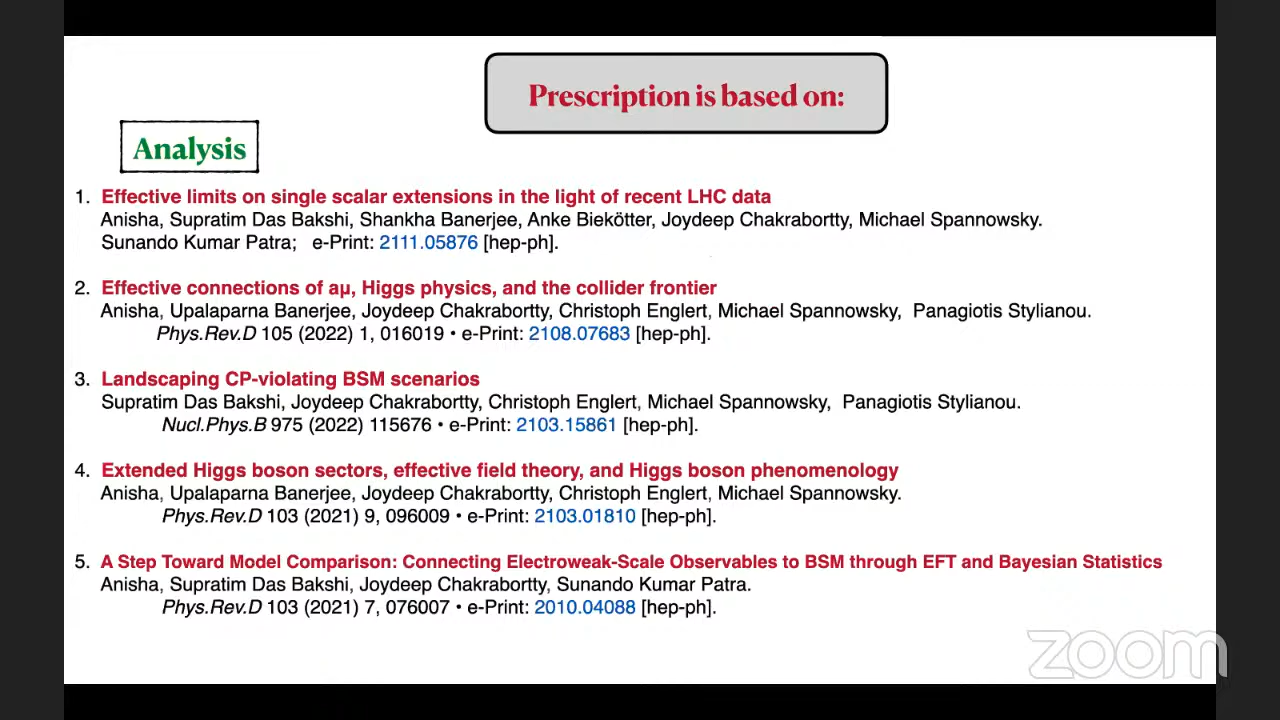 Prescription is based on:
Analysis
1. Effective limits on single scalar extensions in the light of recent LHC data
Anisha, Supratim Das Bakshi, Shankha Banerjee, Anke Biekötter, Joydeep Chakrabortty, Michael Spannowsky.
Sunando Kumar Patra; e-Print: 2111.05876 [hep-ph].
2. Effective connections of aμ, Higgs physics, and the collider frontier
Anisha, Upalaparna Banerjee, Joydeep Chakrabortty, Christoph Englert, Michael Spannowsky, Panagiotis Stylianou.
Phys.Rev.D 105 (2022) 1, 016019 • e-Print: 2108.07683 [hep-ph].
3. Landscaping CP-violating BSM scenarios
Supratim Das Bakshi, Joydeep Chakrabortty, Christoph Englert, Michael Spannowsky, Panagiotis Stylianou.
Nucl.Phys.B 975 (2022) 115676 • e-Print: 2103.15861 [hep-ph].
4. Extended Higgs boson sectors, effective field theory, and Higgs boson phenomenology
Anisha, Upalaparna Banerjee, Joydeep Chakrabortty, Christoph Englert, Michael Spannowsky.
Phys.Rev.D 103 (2021) 9, 096009 • e-Print: 2103.01810 [hep-ph].
5. A Step Toward Model Comparison: Connecting Electroweak-Scale Observables to BSM through EFT and Bayesian Statistics
Anisha, Supratim Das Bakshi, Joydeep Chakrabortty, Sunando Kumar Patra.
Phys.Rev.D 103 (2021) 7, 076007 • e-Print: 2010.04088 [hep-ph].
zoom